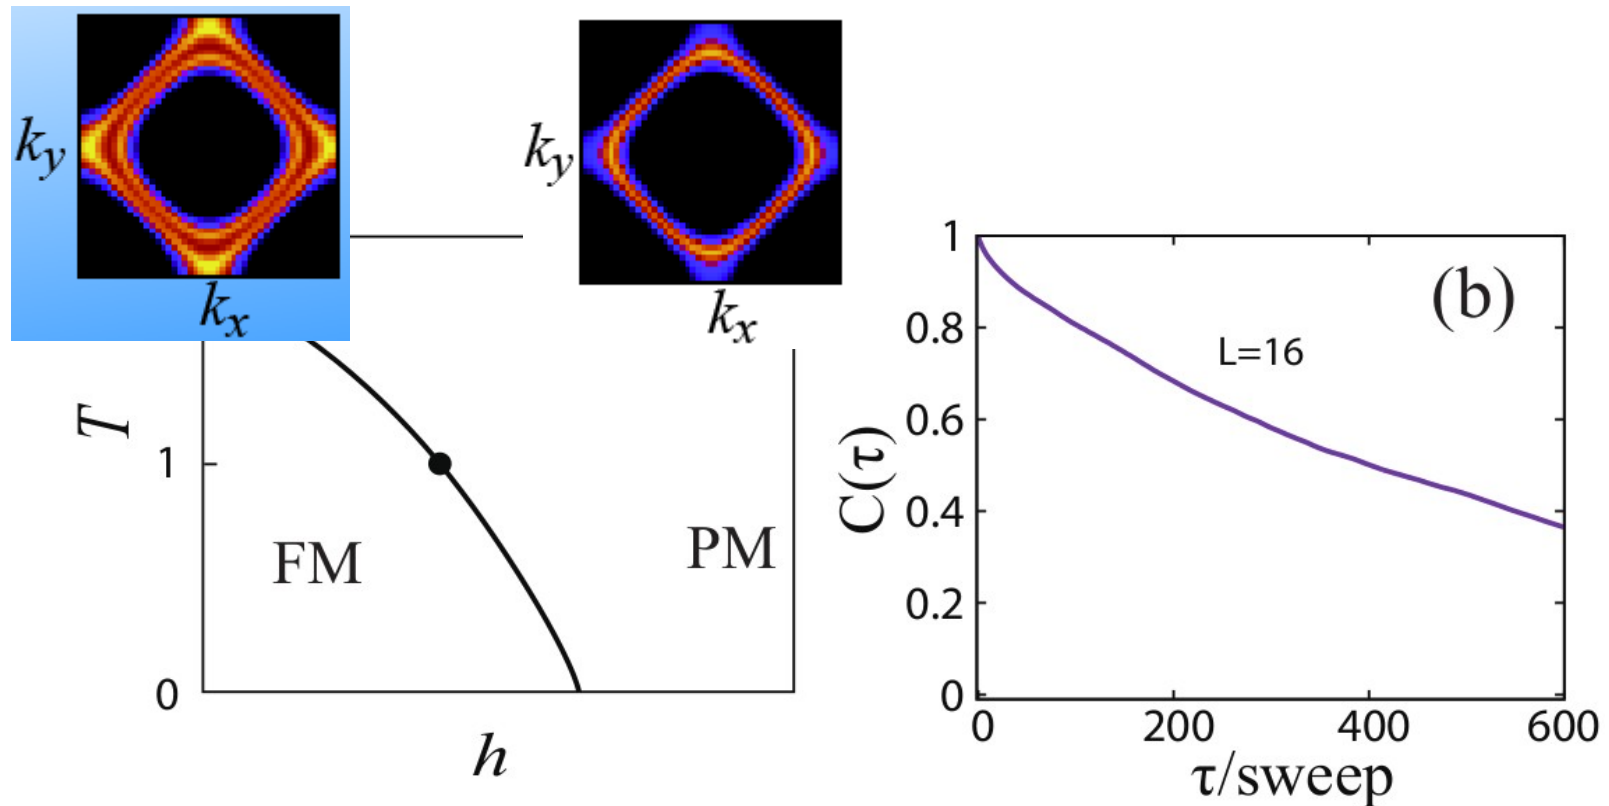 k_y
k_x
k_y
k_x
T
1
0
FM
PM
h
(b)
L=16
C(τ)
1
0.8
0.6
0.4
0.2
0
0
200
400
600
τ/sweep